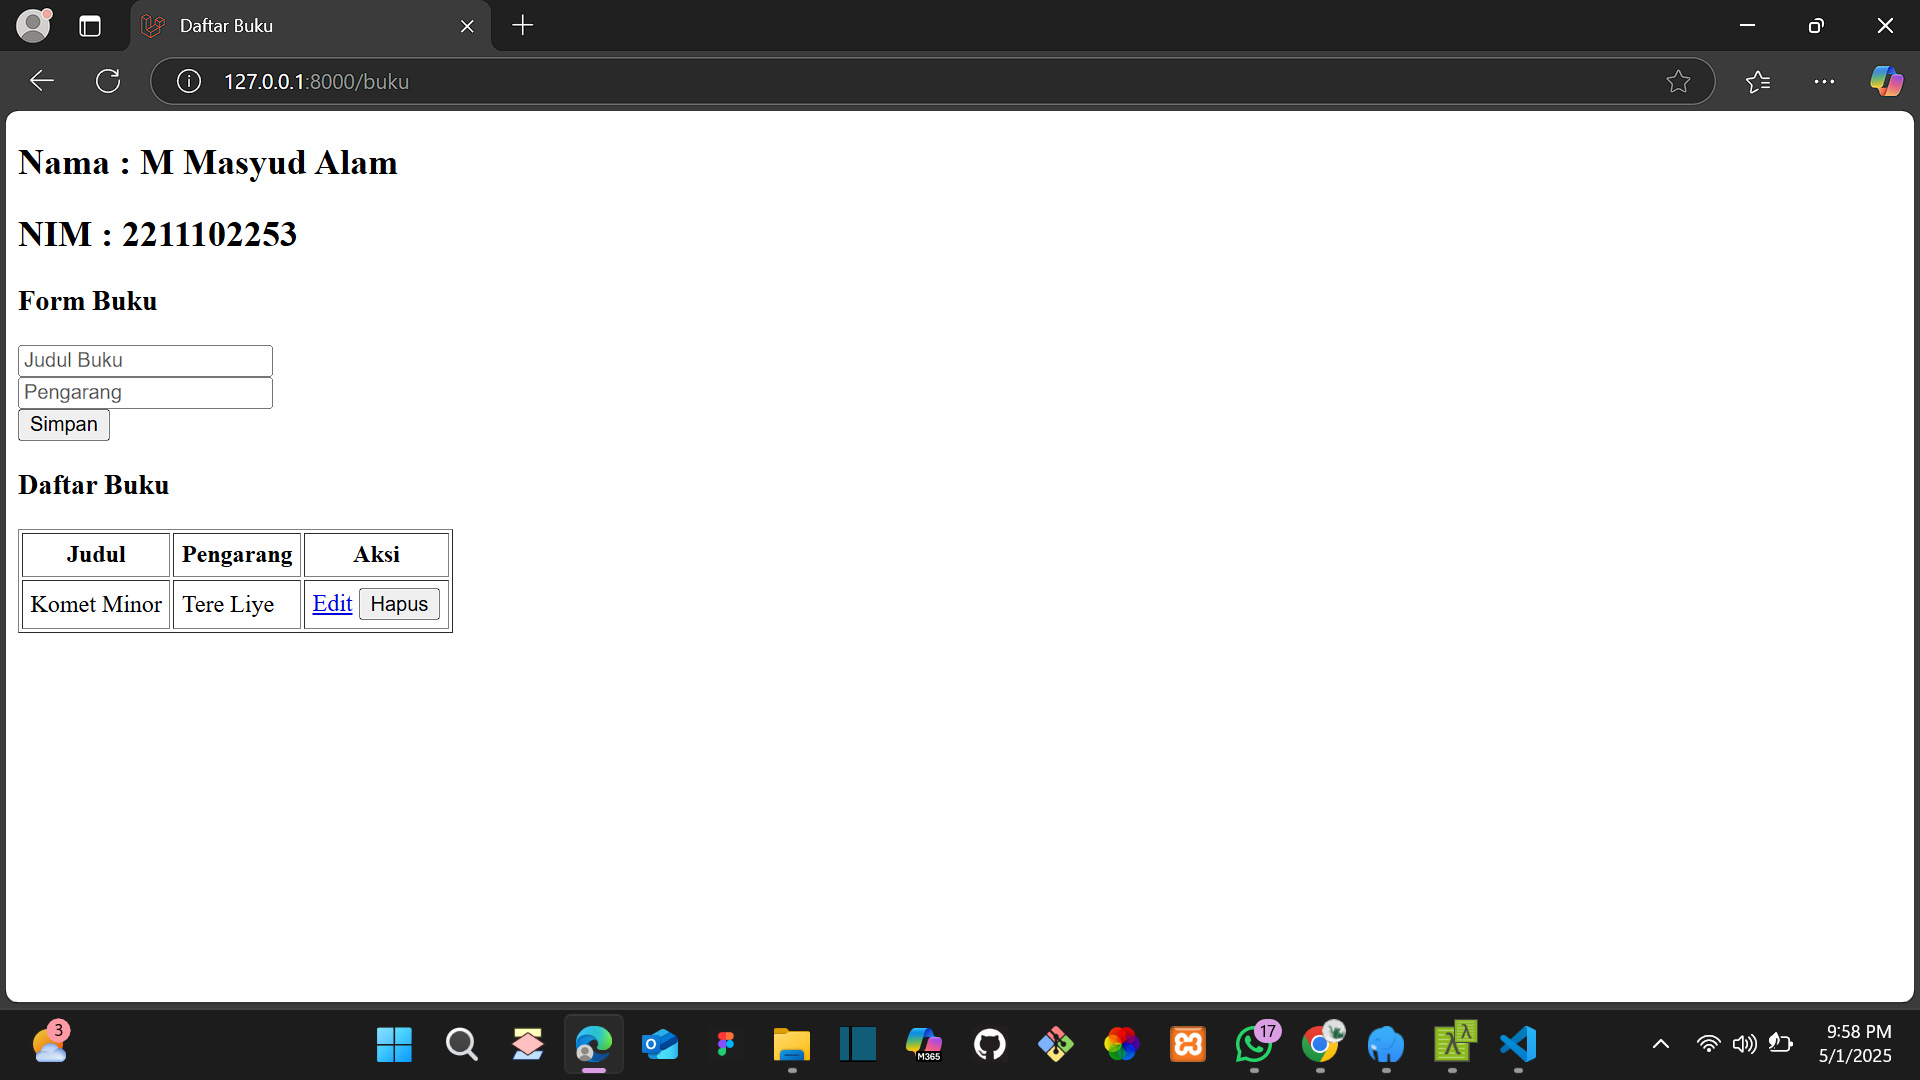 Daftar Buku
127.0.0.1:8000/buku
Nama : M Masyud Alam
NIM : 2211102253
Form Buku
Judul Buku
Pengarang
Simpan
Daftar Buku
Judul Pengarang Aksi
Komet Minor Tere Liye Edit Hapus
3
M365
17
λ
λ
9:58 PM
5/1/2025